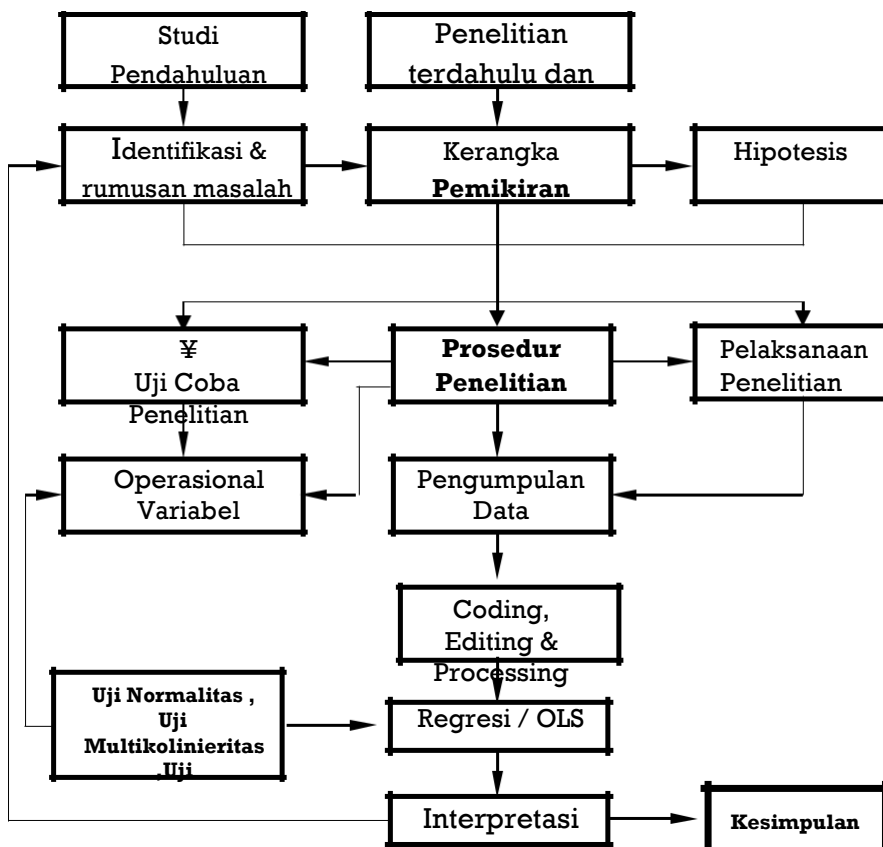 Studi
Pendahuluan
Penelitian
terdahulu dan
Identifikasi &
rumusan masalah
Kerangka
Pemikiran
Hipotesis
¥
Uji Coba
Penelitian
Prosedur
Penelitian
Pelaksanaan
Penelitian
Operasional
Variabel
Pengumpulan
Data
Coding,
Editing &
Processing
Uji Normalitas ,
Uji
Multikolinieritas
,Uji
Regresi / OLS
Interpretasi
Kesimpulan